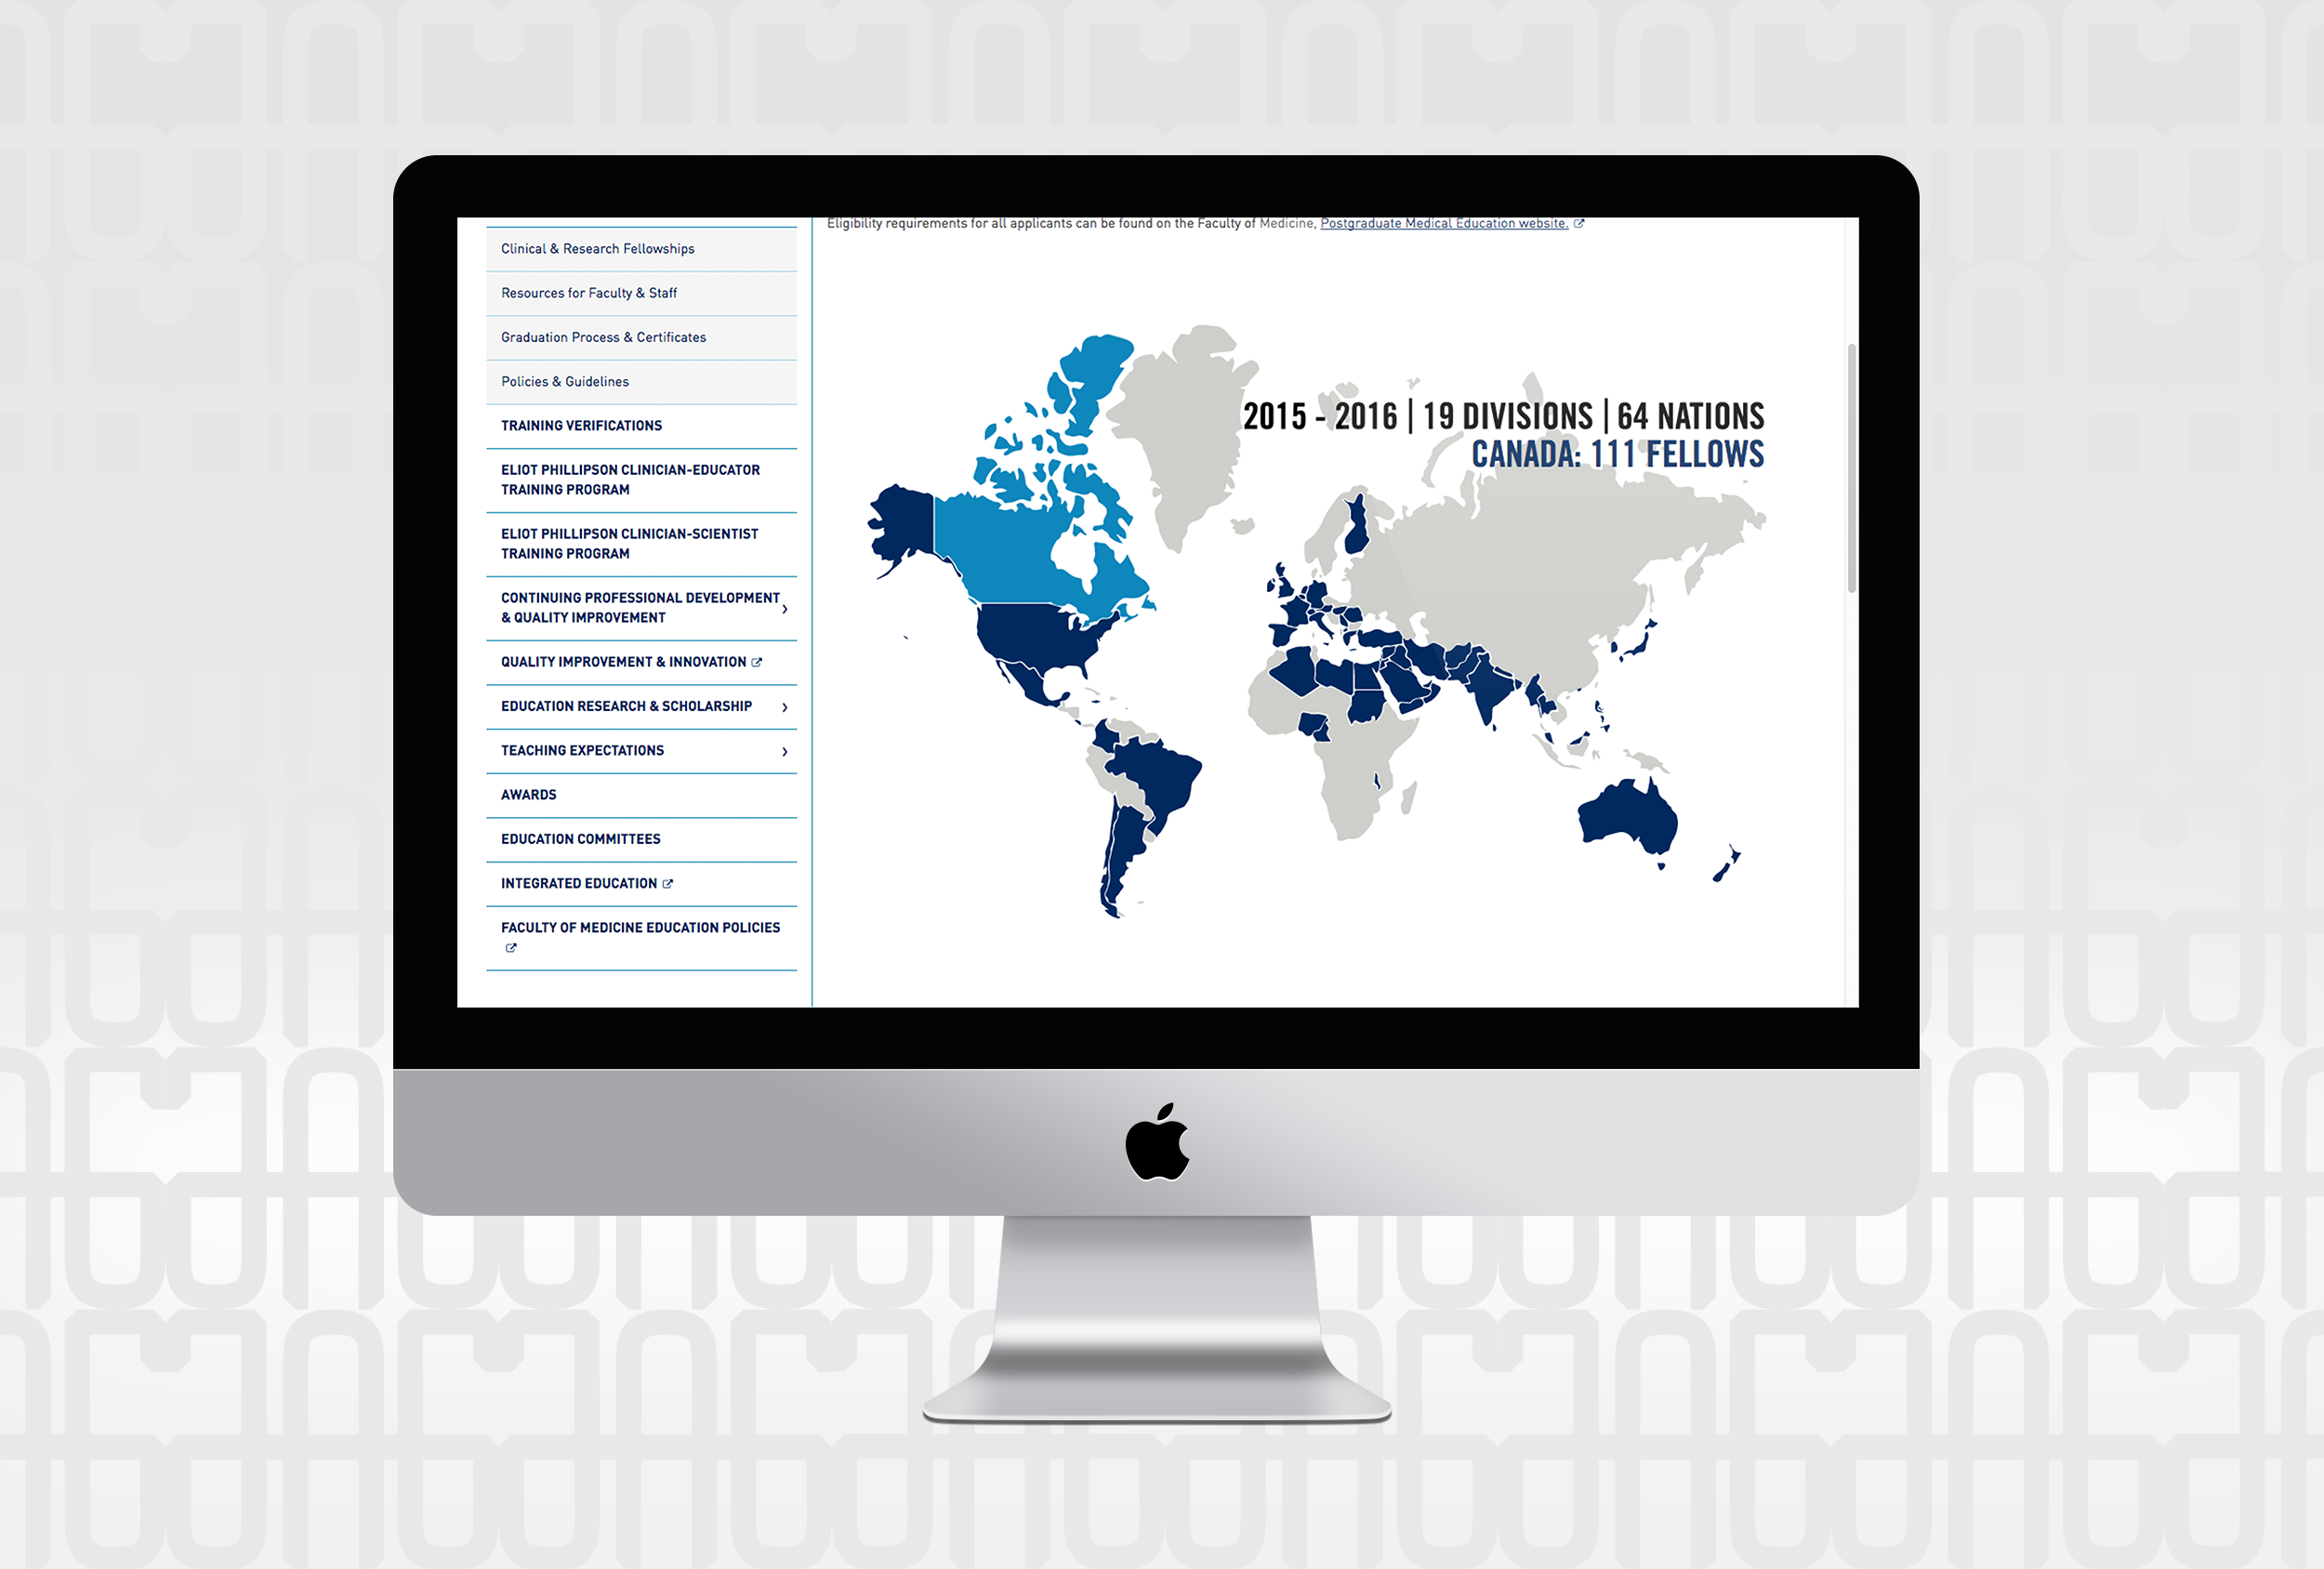 Eligibility requirements for all applicants can be found on the Faculty of Medicine, Postgraduate Medical Education website.
Clinical & Research Fellowships
Resources for Faculty & Staff
Graduation Process & Certificates
Policies & Guidelines
TRAINING VERIFICATIONS
ELIOT PHILLIPSON CLINICIAN-EDUCATOR
TRAINING PROGRAM
ELIOT PHILLIPSON CLINICIAN-SCIENTIST
TRAINING PROGRAM
CONTINUING PROFESSIONAL DEVELOPMENT
& QUALITY IMPROVEMENT
QUALITY IMPROVEMENT & INNOVATION
EDUCATION RESEARCH & SCHOLARSHIP
TEACHING EXPECTATIONS
AWARDS
EDUCATION COMMITTEES
INTEGRATED EDUCATION
FACULTY OF MEDICINE EDUCATION POLICIES
2015 - 2016 | 19 DIVISIONS | 64 NATIONS
CANADA: 111 FELLOWS